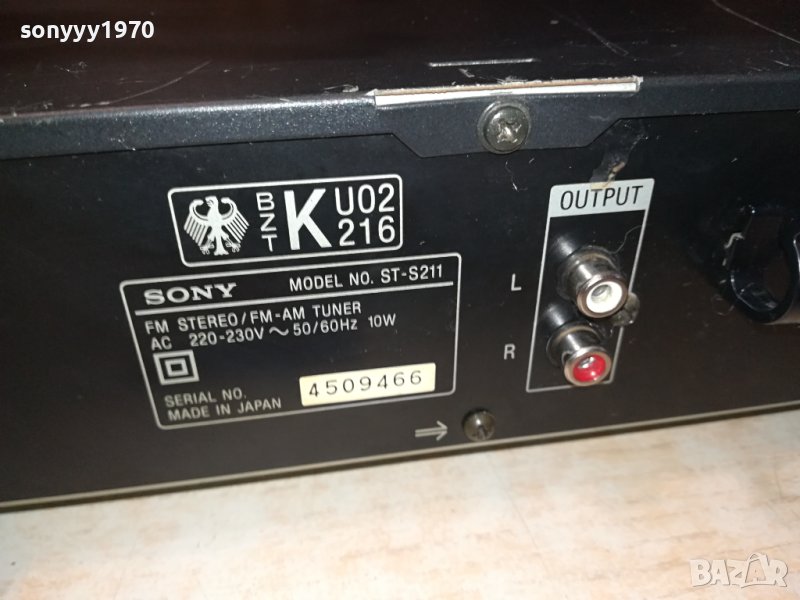 sonyyy1970
BZT K U02 216
OUTPUT
SONY MODEL NO. ST-S211
FM STEREO/FM-AM TUNER
AC 220-230V ~ 50/60Hz 10W
SERIAL NO. 4509466
MADE IN JAPAN
L
R
⇒
BAZAR